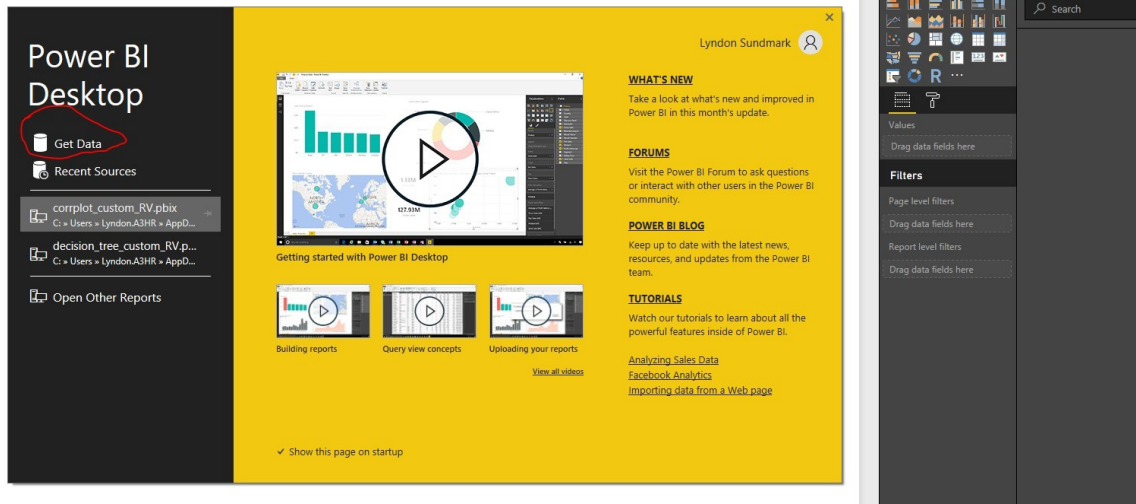 Power BI
Desktop
Get Data
Recent Sources
corrplot_custom_RV.pbix
C: » Users » Lyndon.A3HR » AppD...
decision_tree_custom_RV.p...
C: » Users » Lyndon.A3HR » AppD...
Open Other Reports
Lyndon Sundmark
Getting started with Power BI Desktop
Building reports
Query view concepts
Uploading your reports
View all videos
Show this page on startup
WHAT'S NEW
Take a look at what's new and improved in
Power BI in this month's update.
FORUMS
Visit the Power BI Forum to ask questions
or interact with other users in the Power BI
community.
POWER BI BLOG
Keep up to date with the latest news,
resources, and updates from the Power BI
team.
TUTORIALS
Watch our tutorials to learn about all the
powerful features inside of Power BI.
Analyzing Sales Data
Facebook Analytics
Importing data from a Web page
R
Values
Drag data fields here
Filters
Page level filters
Drag data fields here
Report level filters
Drag data fields here
Search